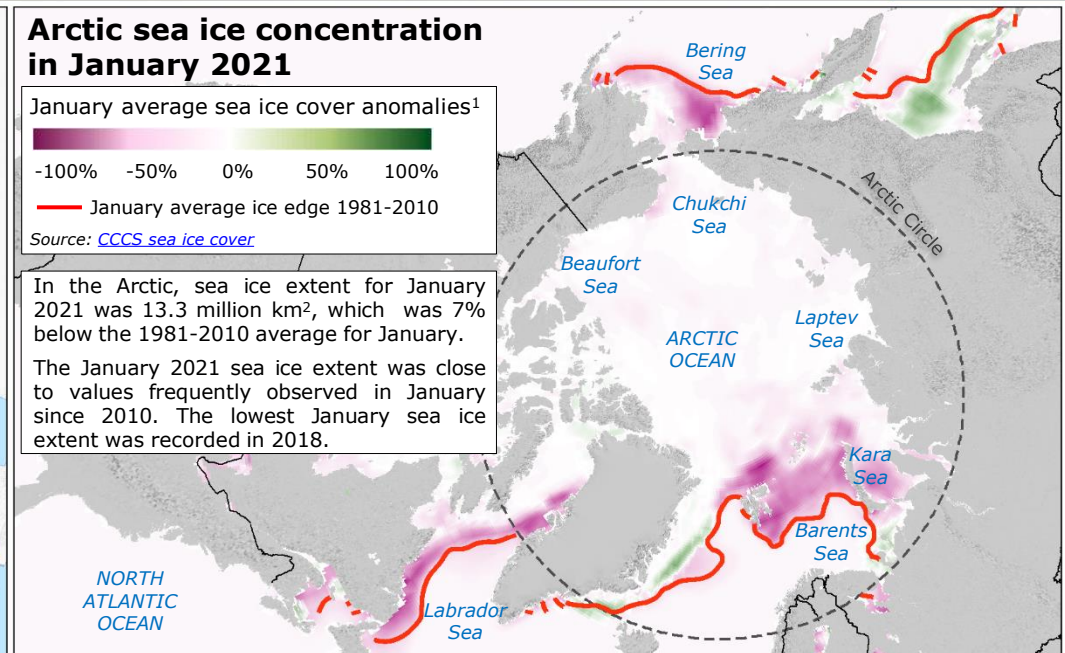 Arctic sea ice concentration
in January 2021
January average sea ice cover anomalies¹
-100% -50% 0% 50% 100%
January average ice edge 1981-2010
Source: CCCS sea ice cover
In the Arctic, sea ice extent for January
2021 was 13.3 million km², which was 7%
below the 1981-2010 average for January.
The January 2021 sea ice extent was close
to values frequently observed in January
since 2010. The lowest January sea ice
extent was recorded in 2018.
Bering
Sea
Arctic Circle
Chukchi
Sea
Beaufort
Sea
Laptev
Sea
ARCTIC
OCEAN
Kara
Sea
Barents
Sea
NORTH
ATLANTIC
OCEAN
Labrador
Sea